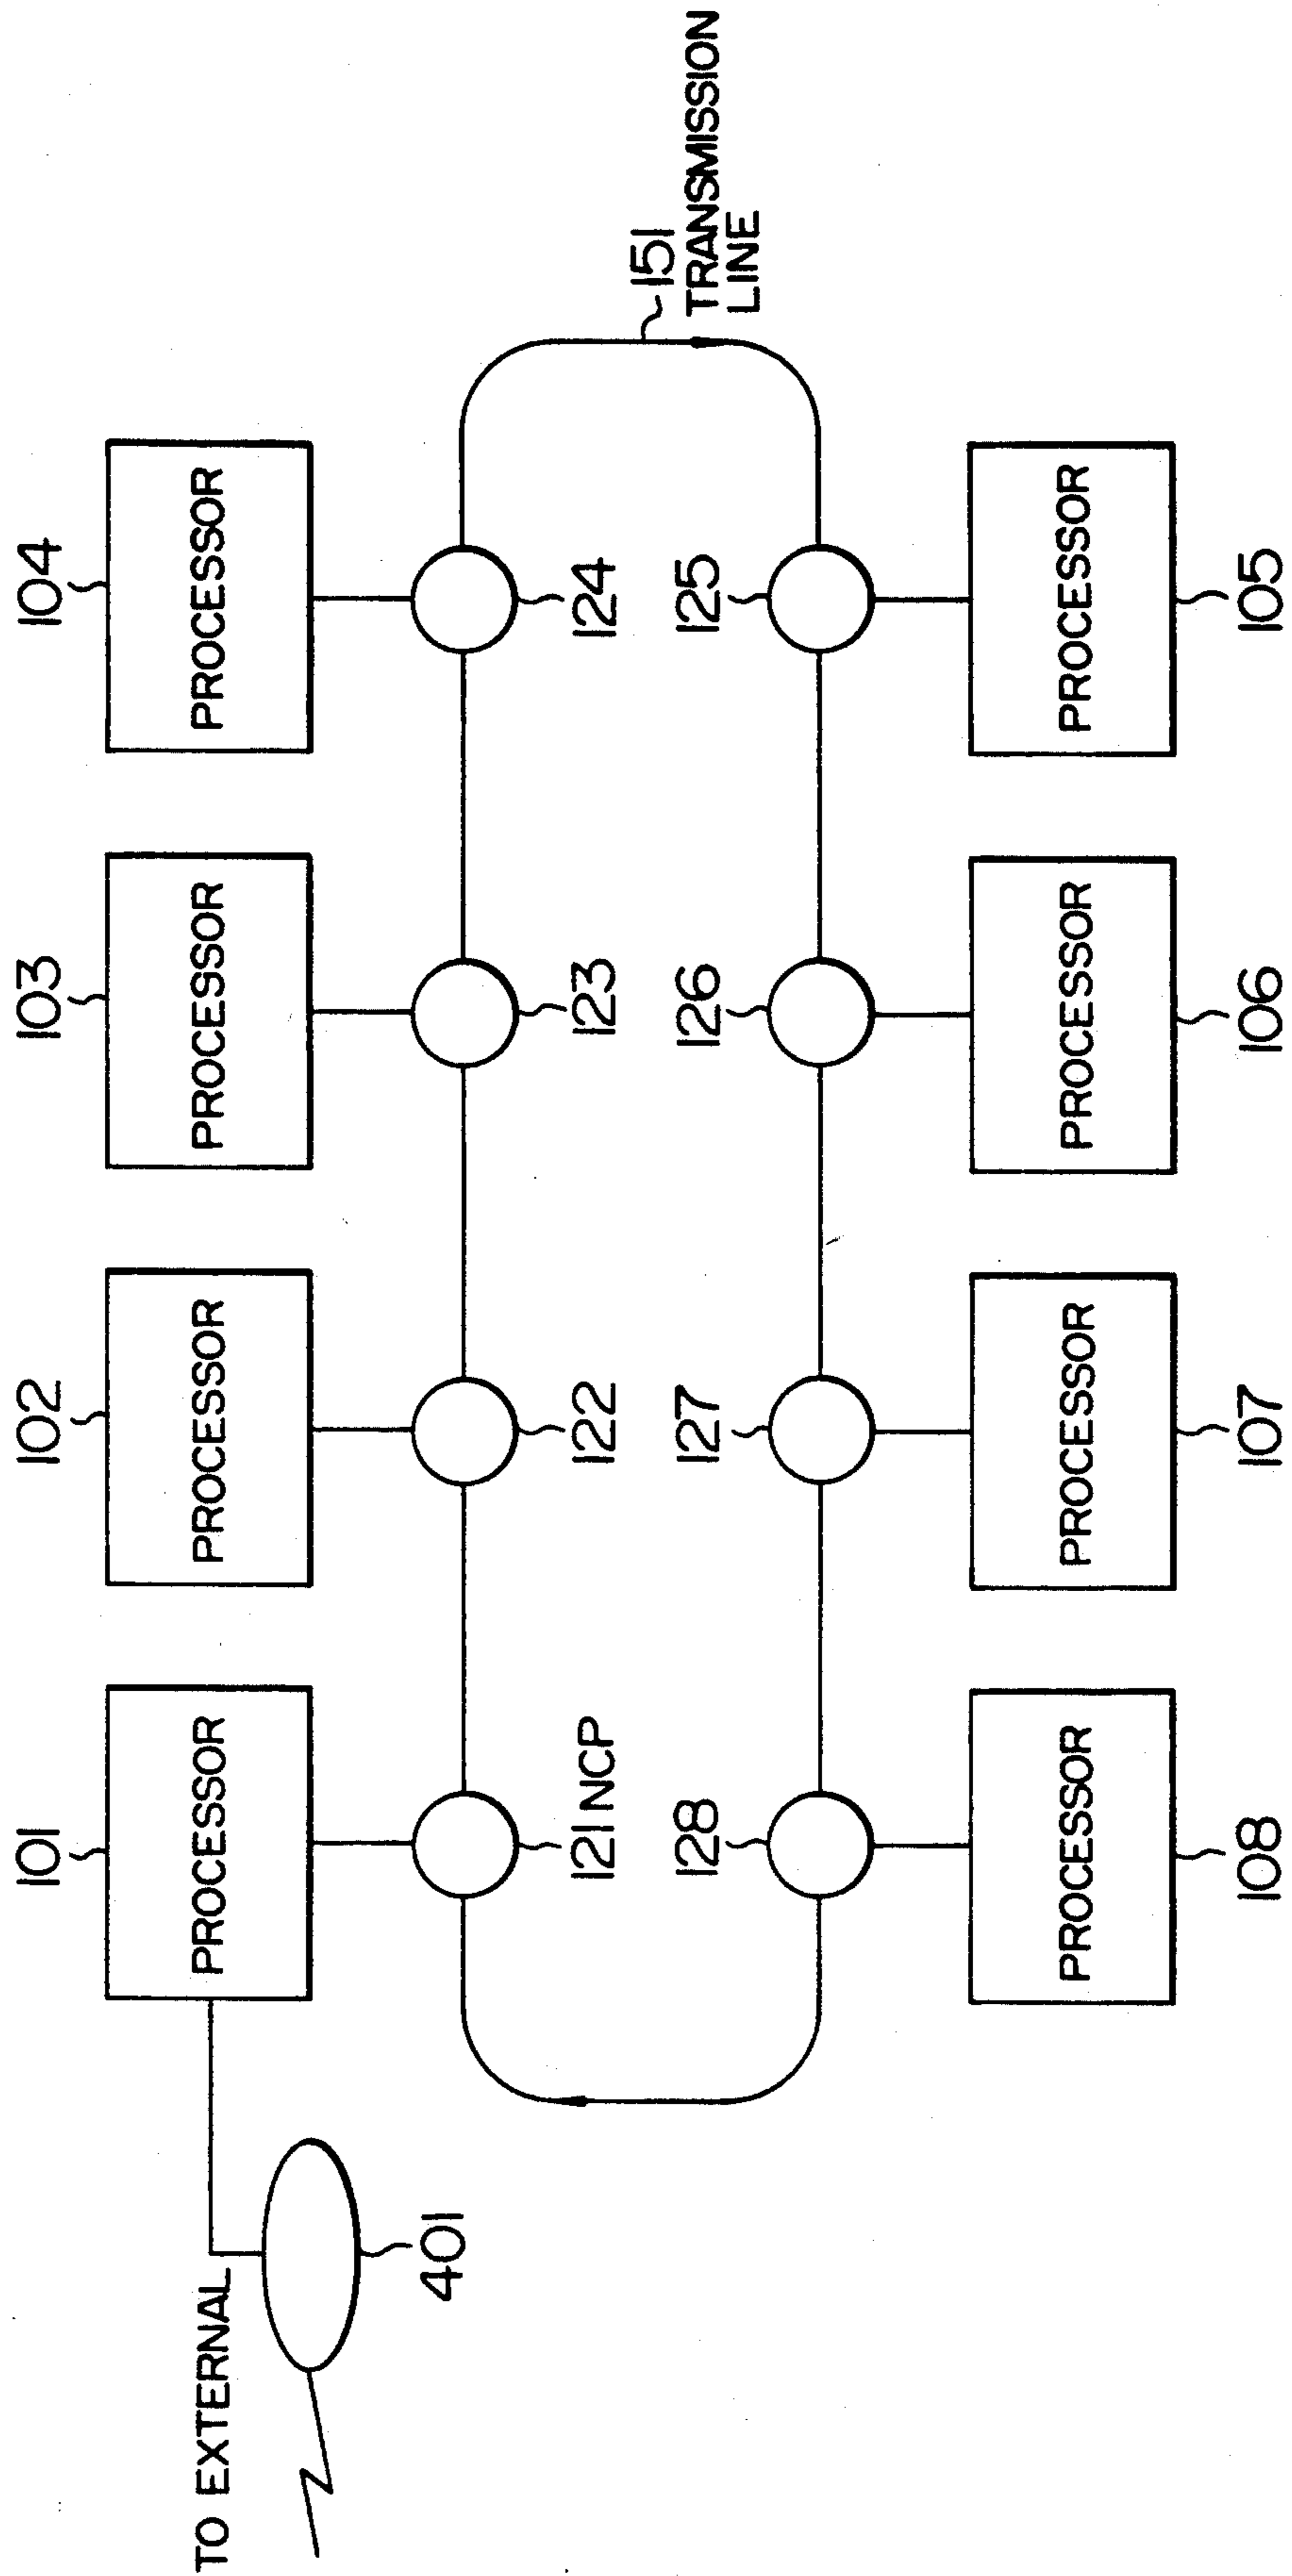 101
102
103
104
PROCESSOR
PROCESSOR
PROCESSOR
PROCESSOR
TO EXTERNAL
401
121 NCP
122
123
124
151
TRANSMISSION
LINE
128
127
126
125
PROCESSOR
PROCESSOR
PROCESSOR
PROCESSOR
108
107
106
105